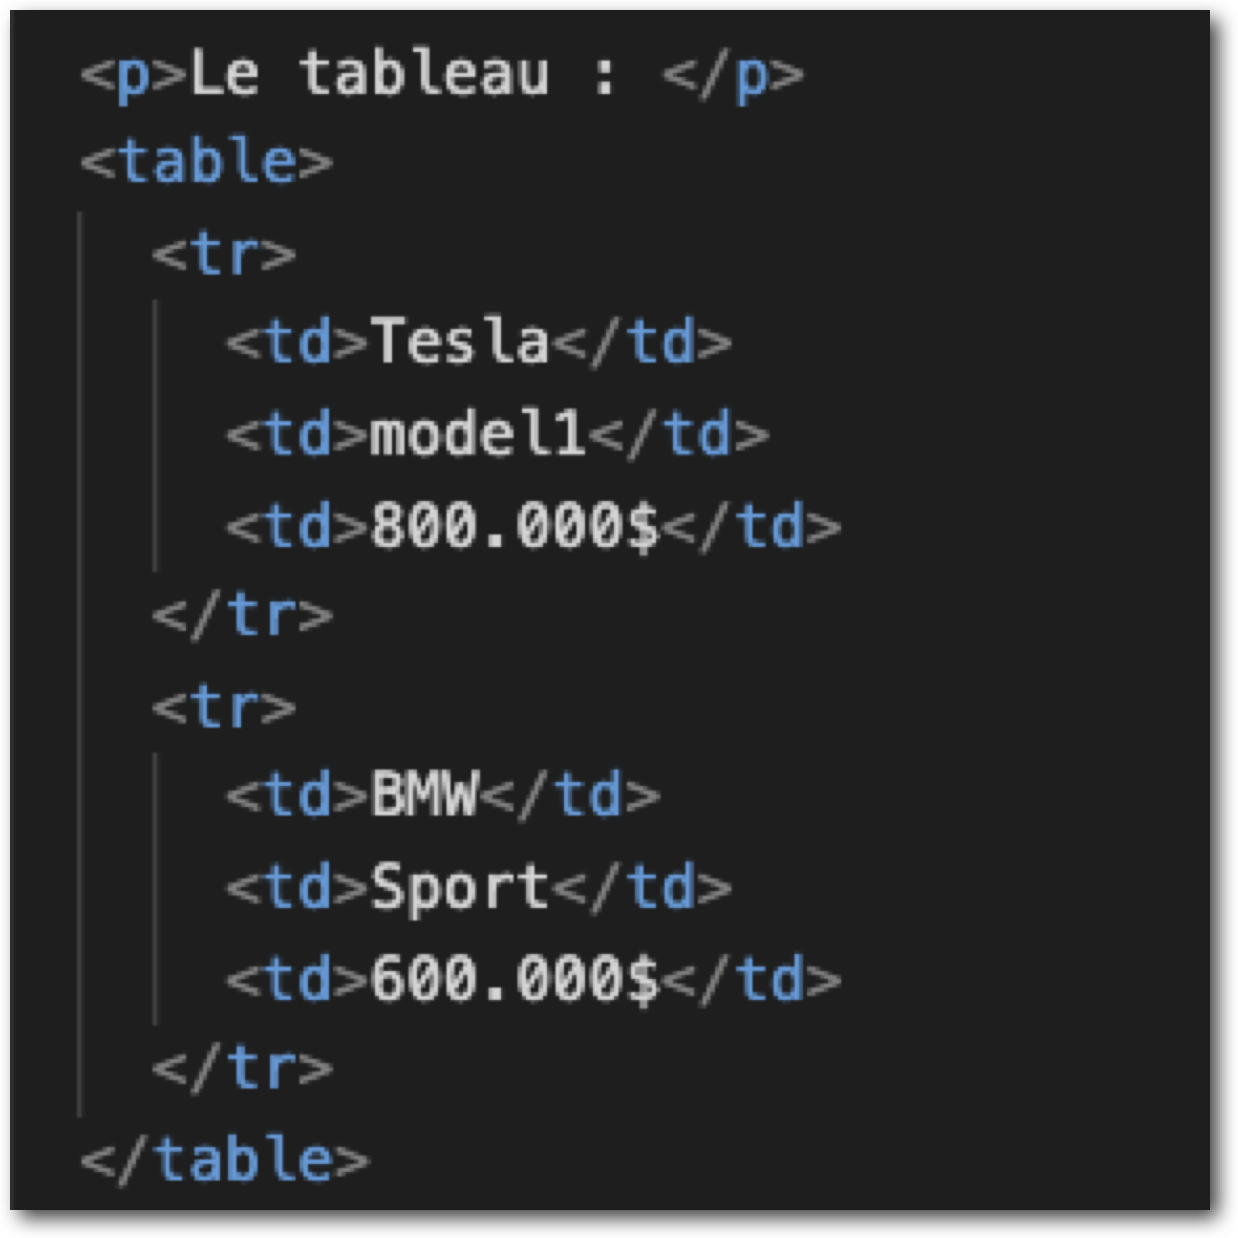 <p>Le tableau : </p>
<table>
<tr>
<td>Tesla</td>
<td>model1</td>
<td>800.000$</td>
</tr>
<tr>
<td>BMW</td>
<td>Sport</td>
<td>600.000$</td>
</tr>
</table>